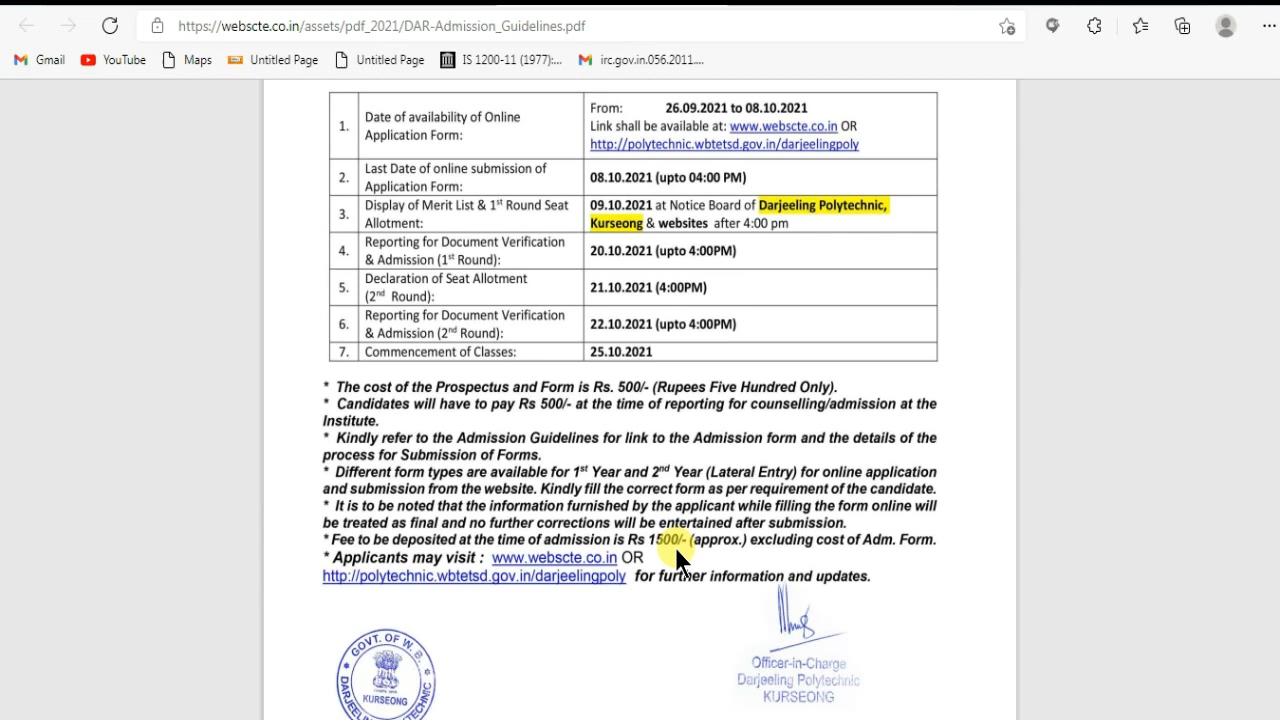 https://webscte.co.in/assets/pdf_2021/DAR-Admission_Guidelines.pdf
Gmail YouTube Maps Untitled Page Untitled Page IS 1200-11 (1977):... irc.gov.in.056.2011....
1. Date of availability of Online Application Form:
From: 26.09.2021 to 08.10.2021
Link shall be available at: www.webscte.co.in OR
http://polytechnic.wbtetsd.gov.in/darjeelingpoly
2. Last Date of online submission of Application Form:
08.10.2021 (upto 04:00 PM)
3. Display of Merit List & 1st Round Seat Allotment:
09.10.2021 at Notice Board of Darjeeling Polytechnic,
Kurseong & websites after 4:00 pm
4. Reporting for Document Verification & Admission (1st Round):
20.10.2021 (upto 4:00PM)
5. Declaration of Seat Allotment (2nd Round):
21.10.2021 (4:00PM)
6. Reporting for Document Verification & Admission (2nd Round):
22.10.2021 (upto 4:00PM)
7. Commencement of Classes:
25.10.2021
* The cost of the Prospectus and Form is Rs. 500/- (Rupees Five Hundred Only).
* Candidates will have to pay Rs 500/- at the time of reporting for counselling/admission at the
Institute.
* Kindly refer to the Admission Guidelines for link to the Admission form and the details of the
process for Submission of Forms.
* Different form types are available for 1st Year and 2nd Year (Lateral Entry) for online application
and submission from the website. Kindly fill the correct form as per requirement of the candidate.
* It is to be noted that the information furnished by the applicant while filling the form online will
be treated as final and no further corrections will be entertained after submission.
* Fee to be deposited at the time of admission is Rs 1500/- (approx.) excluding cost of Adm. Form.
* Applicants may visit : www.webscte.co.in OR
http://polytechnic.wbtetsd.gov.in/darjeelingpoly for further information and updates.
GOVT. OF W.B.
DARJEELING POLYTECHNIC
KURSEONG
Officer-in-Charge
Darjeeling Polytechnic
KURSEONG